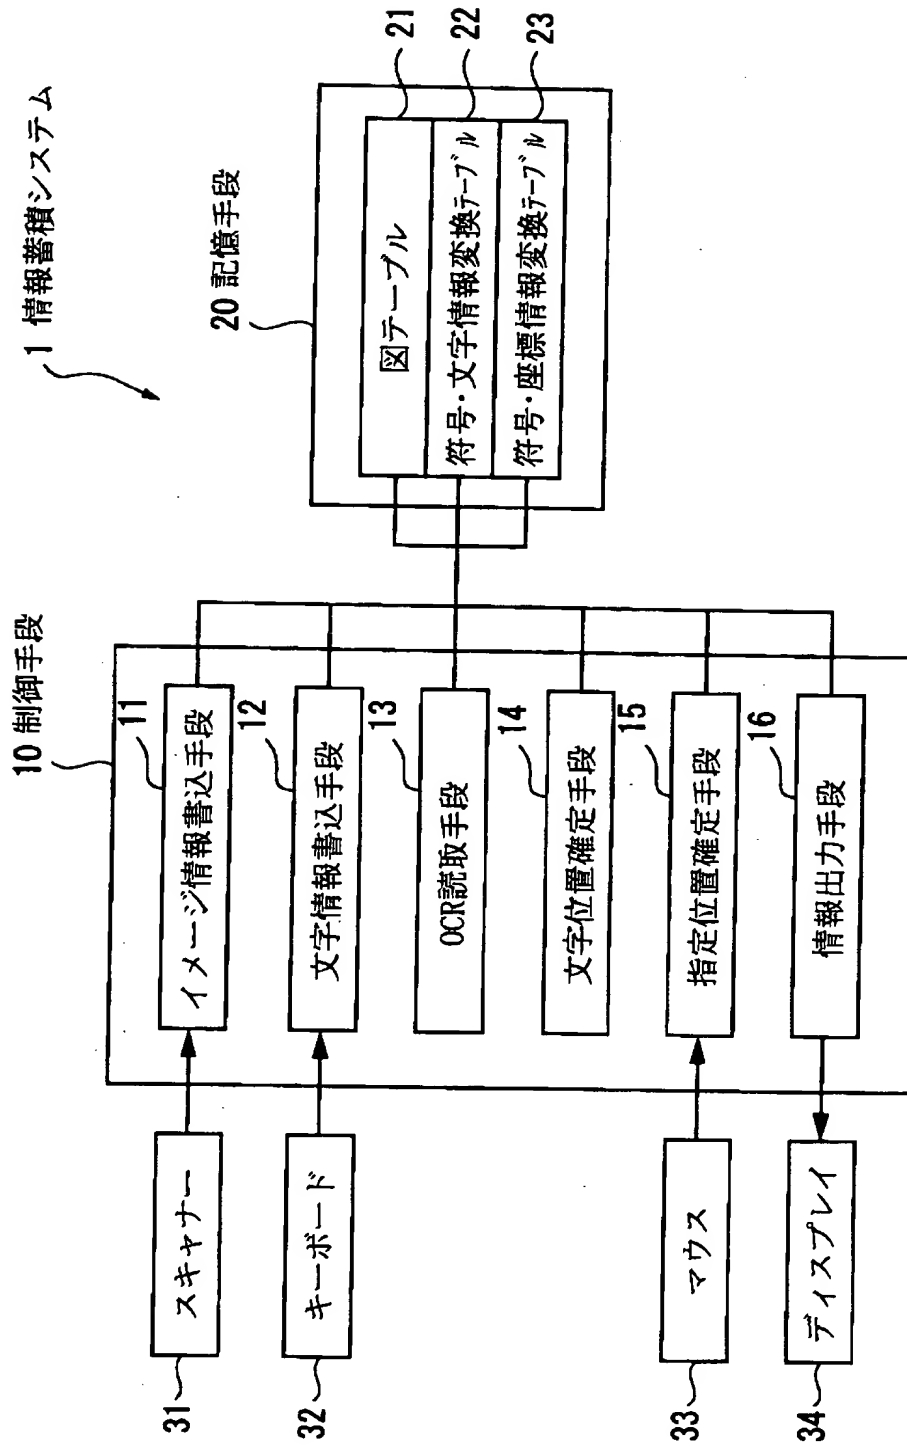 1 情報蓄積システム
10 制御手段
20 記憶手段
31
スキャナー
11
イメージ情報書込手段
32
キーボード
12
文字情報書込手段
13
OCR読取手段
14
文字位置確定手段
33
マウス
15
指定位置確定手段
34
ディスプレイ
16
情報出力手段
図テーブル
21
符号・文字情報変換テーブル
22
符号・座標情報変換テーブル
23